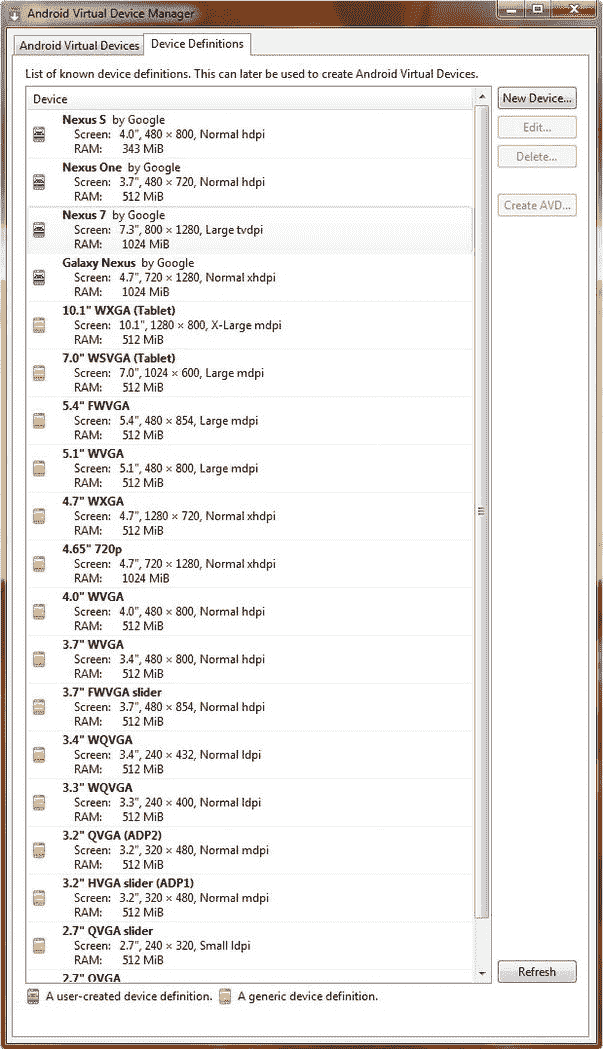 Android Virtual Device Manager
Android Virtual Devices
Device Definitions
List of known device definitions. This can later be used to create Android Virtual Devices.
Device
New Device...
Edit...
Delete...
Create AVD...
Nexus S by Google
Screen: 4.0", 480 × 800, Normal hdpi
RAM: 343 MiB
Nexus One by Google
Screen: 3.7", 480 × 720, Normal hdpi
RAM: 512 MiB
Nexus 7 by Google
Screen: 7.3", 800 × 1280, Large tvdpi
RAM: 1024 MiB
Galaxy Nexus by Google
Screen: 4.7", 720 × 1280, Normal xhdpi
RAM: 1024 MiB
10.1" WXGA (Tablet)
Screen: 10.1", 1280 × 800, X-Large mdpi
RAM: 512 MiB
7.0" WSVGA (Tablet)
Screen: 7.0", 1024 × 600, Large mdpi
RAM: 512 MiB
5.4" FWVGA
Screen: 5.4", 480 × 854, Large mdpi
RAM: 512 MiB
5.1" WVGA
Screen: 5.1", 480 × 800, Large mdpi
RAM: 512 MiB
4.7" WXGA
Screen: 4.7", 1280 × 720, Normal xhdpi
RAM: 512 MiB
4.65" 720p
Screen: 4.7", 720 × 1280, Normal xhdpi
RAM: 1024 MiB
4.0" WVGA
Screen: 4.0", 480 × 800, Normal hdpi
RAM: 512 MiB
3.7" WVGA
Screen: 3.4", 480 × 800, Normal hdpi
RAM: 512 MiB
3.7" FWVGA slider
Screen: 3.7", 480 × 854, Normal hdpi
RAM: 512 MiB
3.4" WQVGA
Screen: 3.4", 240 × 432, Normal ldpi
RAM: 512 MiB
3.3" WQVGA
Screen: 3.3", 240 × 400, Normal ldpi
RAM: 512 MiB
3.2" QVGA (ADP2)
Screen: 3.2", 320 × 480, Normal mdpi
RAM: 512 MiB
3.2" HVGA slider (ADP1)
Screen: 3.2", 320 × 480, Normal mdpi
RAM: 512 MiB
2.7" QVGA slider
Screen: 2.7", 240 × 320, Small ldpi
RAM: 512 MiB
2.7" QVGA
Refresh
A user-created device definition. A generic device definition.